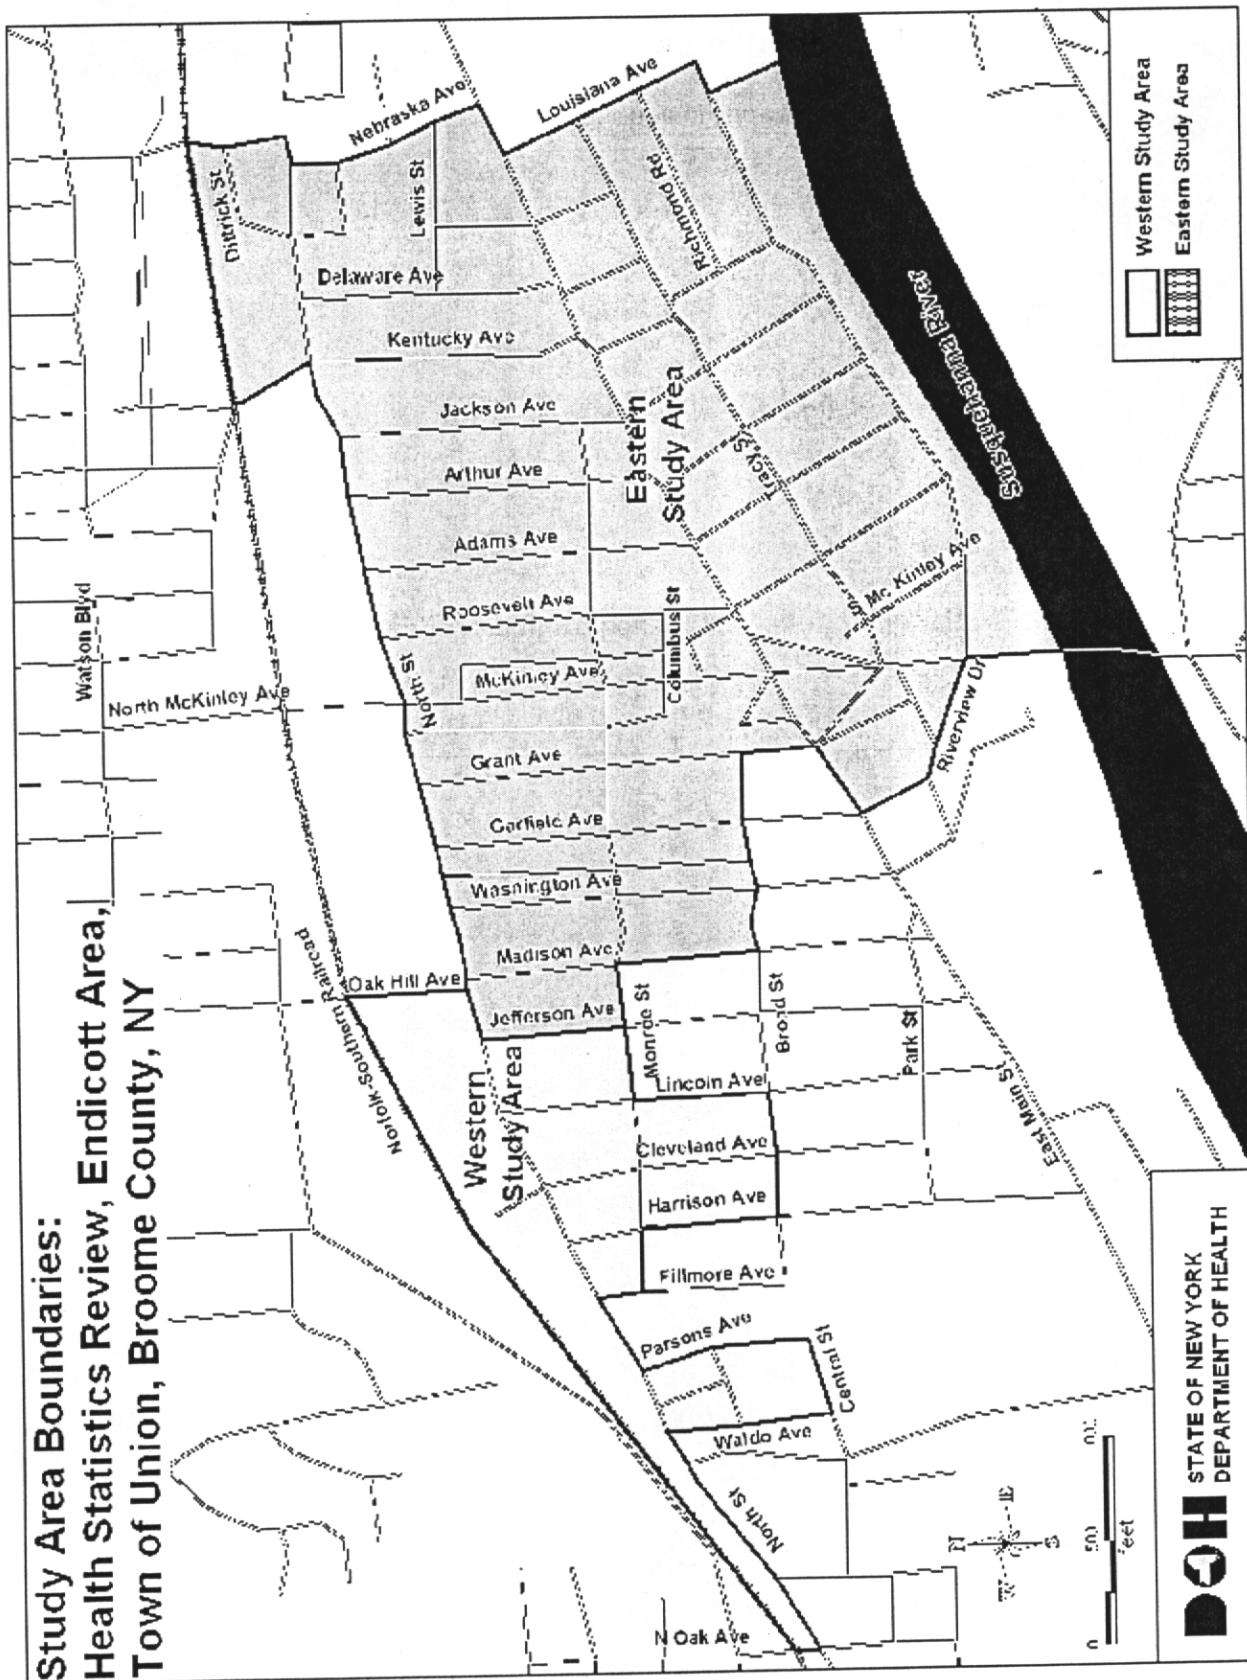 Study Area Boundaries:
Health Statistics Review, Endicott Area,
Town of Union, Broome County, NY
Watson Blvd
North McKinley Ave
Norfolk-Southern Railroad
Oak Hill Ave
North St
Dittrick St
Nebraska Ave
Lewis St
Louisiana Ave
Richmond Rd
Delaware Ave
Kentucky Ave
Jackson Ave
Arthur Ave
Adams Ave
Roosevelt Ave
McKinley Ave
Grant Ave
Garfield Ave
Washington Ave
Madison Ave
Jefferson Ave
Columbus St
Tracy St
S Mc Kinley Ave
Riverview Dr
Susquehanna River
Eastern
Study Area
Western
Study Area
Monroe St
Broad St
Lincoln Ave
Cleveland Ave
Harrison Ave
Fillmore Ave
Park St
East Main St
Parsons Ave
Central St
Waldo Ave
North St
N Oak Ave
N
W
E
S
0
500
feet
STATE OF NEW YORK
DEPARTMENT OF HEALTH
Western Study Area
Eastern Study Area